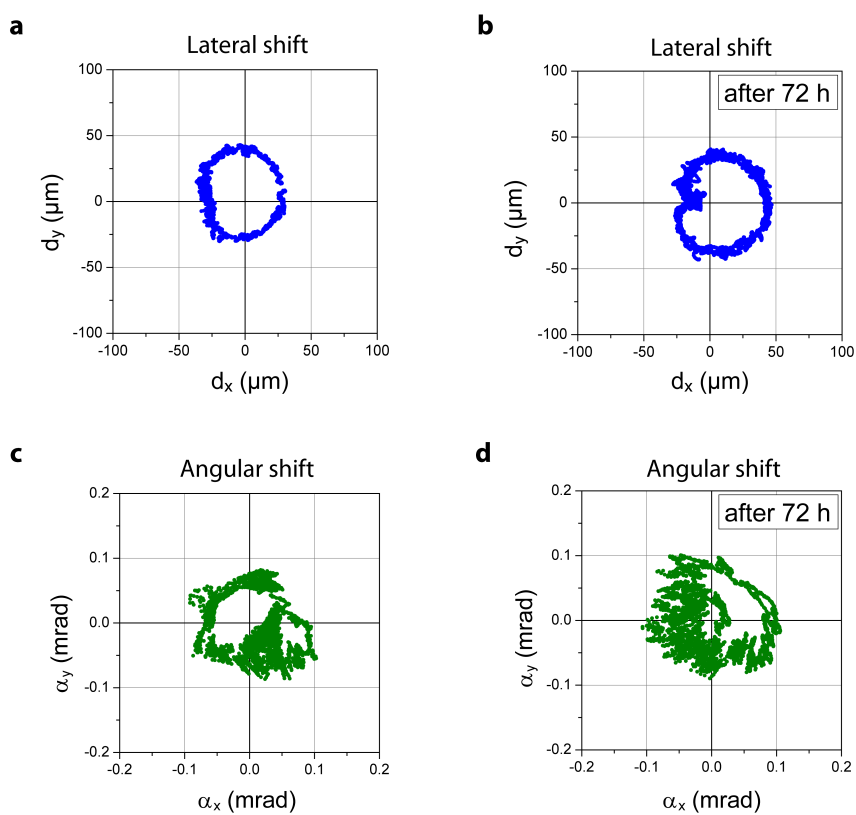 a
Lateral shift
100
50
0
-50
-100
-100
-50
0
50
100
dy (µm)
dx (µm)
b
Lateral shift
after 72 h
100
50
0
-50
-100
-100
-50
0
50
100
dy (µm)
dx (µm)
c
Angular shift
0.2
0.1
0.0
-0.1
-0.2
-0.2
-0.1
0.0
0.1
0.2
αy (mrad)
αx (mrad)
d
Angular shift
after 72 h
0.2
0.1
0.0
-0.1
-0.2
-0.2
-0.1
0.0
0.1
0.2
αy (mrad)
αx (mrad)